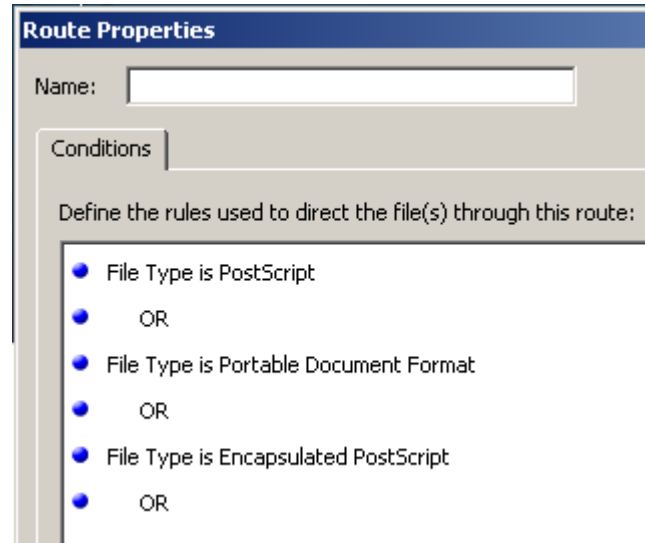 Route Properties
Name:
Conditions
Define the rules used to direct the file(s) through this route:
File Type is PostScript
OR
File Type is Portable Document Format
OR
File Type is Encapsulated PostScript
OR